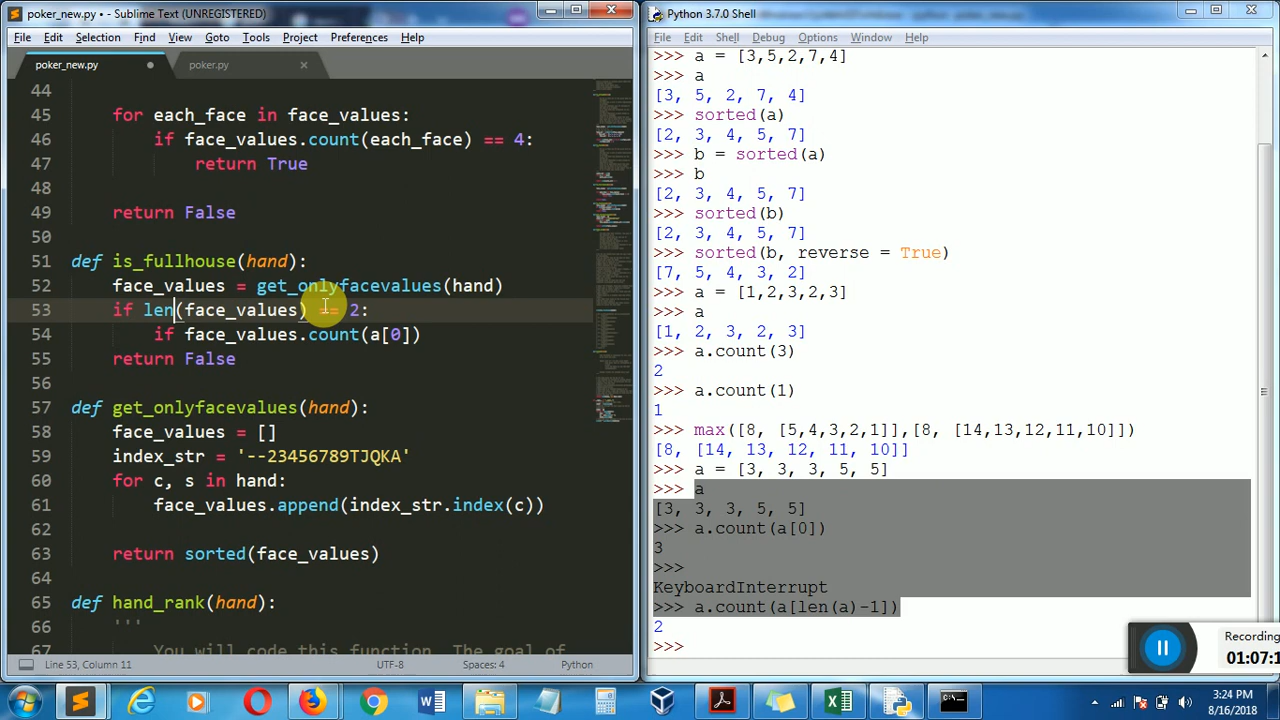 poker_new.py • - Sublime Text (UNREGISTERED)
File Edit Selection Find View Goto Tools Project Preferences Help
poker_new.py
poker.py
44
45 for each_face in face_values:
46 if face_values.count(each_face) == 4:
47 return True
48
49 return False
50
51 def is_fullhouse(hand):
52 face_values = get_onlyfacevalues(hand)
53 if len(face_values) == 2:
54 if face_values.count(a[0])
55 return False
56
57 def get_onlyfacevalues(hand):
58 face_values = []
59 index_str = '--23456789TJQKA'
60 for c, s in hand:
61 face_values.append(index_str.index(c))
62
63 return sorted(face_values)
64
65 def hand_rank(hand):
66 '''
67 You will code this function. The goal of
Line 53, Column 11
UTF-8
Spaces: 4
Python
Python 3.7.0 Shell
File Edit Shell Debug Options Window Help
>>> a = [3,5,2,7,4]
>>> a
[3, 5, 2, 7, 4]
>>> sorted(a)
[2, 3, 4, 5, 7]
>>> b = sorted(a)
>>> b
[2, 3, 4, 5, 7]
>>> sorted(b)
[2, 3, 4, 5, 7]
>>> sorted(b, reverse = True)
[7, 5, 4, 3, 2]
>>> a = [1,2,3,2,3]
>>> a
[1, 2, 3, 2, 3]
>>> a.count(3)
2
>>> a.count(1)
1
>>> max([8, [5,4,3,2,1]],[8, [14,13,12,11,10]])
[8, [14, 13, 12, 11, 10]]
>>> a = [3, 3, 3, 5, 5]
>>> a
[3, 3, 3, 5, 5]
>>> a.count(a[0])
3
>>>
KeyboardInterrupt
>>> a.count(a[len(a)-1])
2
>>>
Recording
01:07:1
3:24 PM
8/16/2018